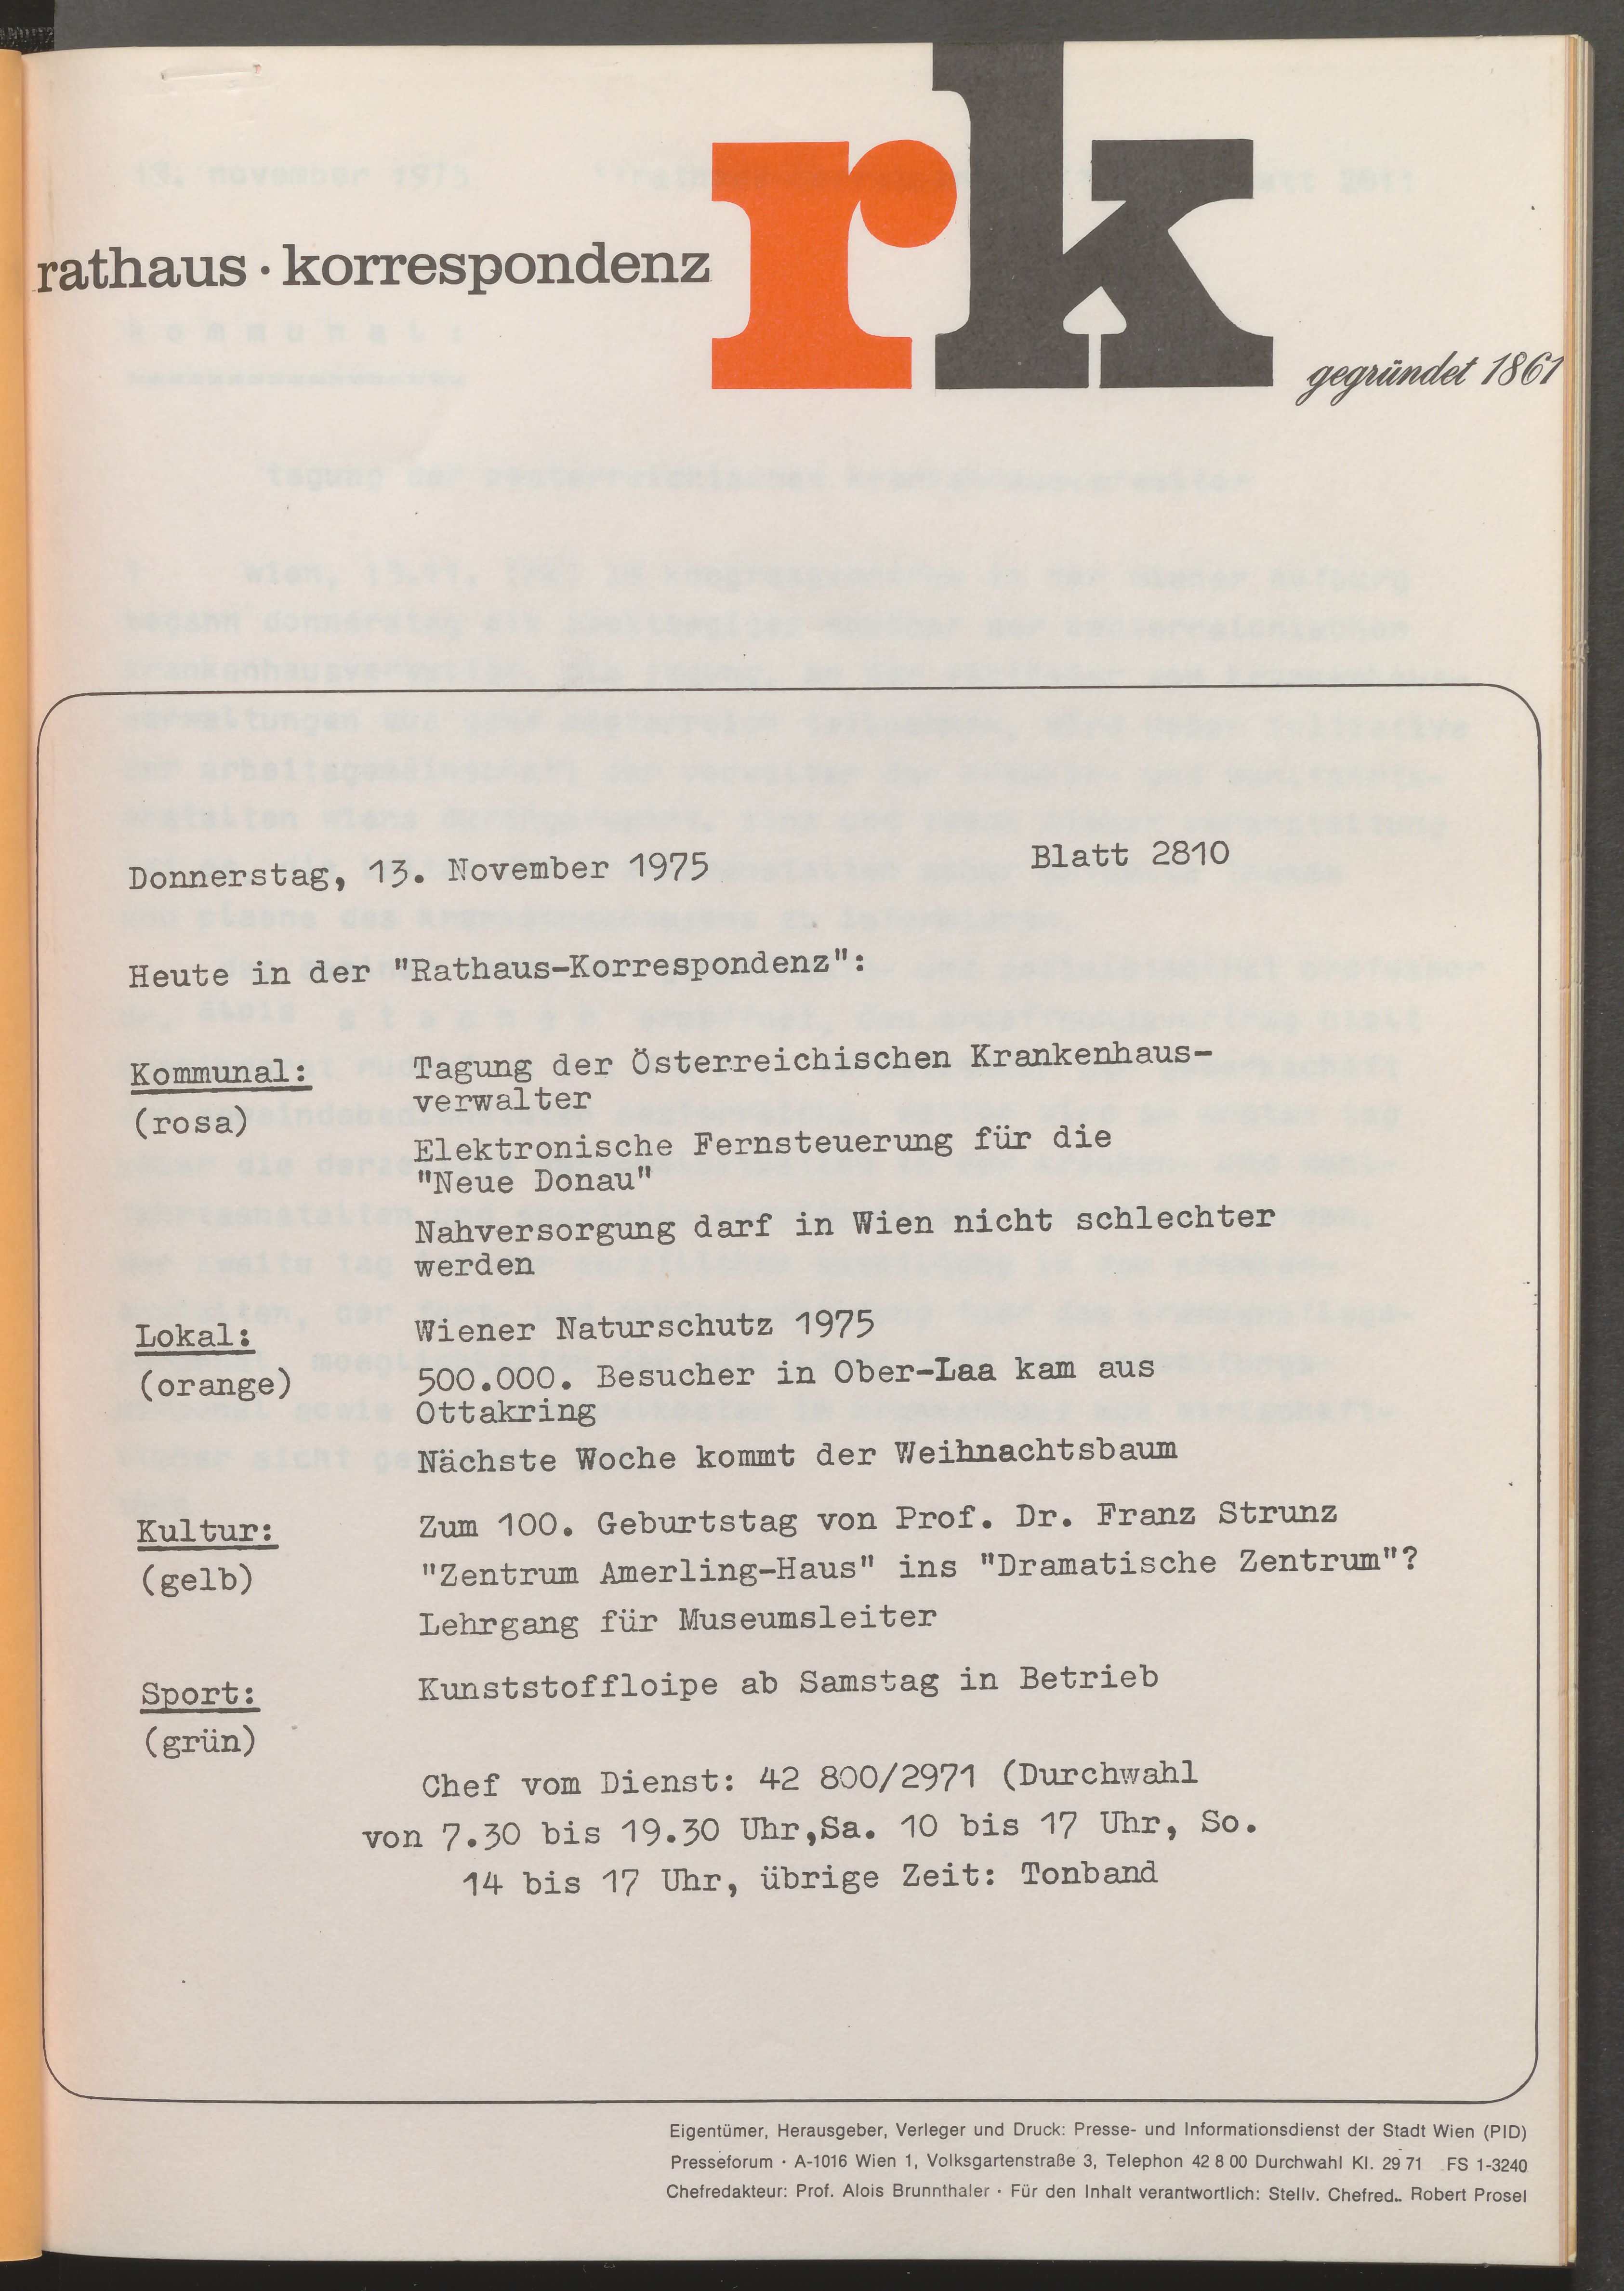 rk
rathaus · korrespondenz
gegründet 1861
Donnerstag, 13. November 1975 Blatt 2810
Heute in der "Rathaus-Korrespondenz":
Kommunal: Tagung der Österreichischen Krankenhaus-
verwalter
(rosa)
Elektronische Fernsteuerung für die
"Neue Donau"
Nahversorgung darf in Wien nicht schlechter
werden
Lokal: Wiener Naturschutz 1975
(orange) 500.000. Besucher in Ober-Laa kam aus
Ottakring
Nächste Woche kommt der Weihnachtsbaum
Kultur: Zum 100. Geburtstag von Prof. Dr. Franz Strunz
(gelb) "Zentrum Amerling-Haus" ins "Dramatische Zentrum"?
Lehrgang für Museumsleiter
Sport: Kunststoffloipe ab Samstag in Betrieb
(grün)
Chef vom Dienst: 42 800/2971 (Durchwahl
von 7.30 bis 19.30 Uhr,Sa. 10 bis 17 Uhr, So.
14 bis 17 Uhr, übrige Zeit: Tonband
Eigentümer, Herausgeber, Verleger und Druck: Presse- und Informationsdienst der Stadt Wien (PID)
Presseforum · A-1016 Wien 1, Volksgartenstraße 3, Telephon 42 8 00 Durchwahl Kl. 29 71 FS 1-3240
Chefredakteur: Prof. Alois Brunnthaler · Für den Inhalt verantwortlich: Stellv. Chefred. Robert Prosel